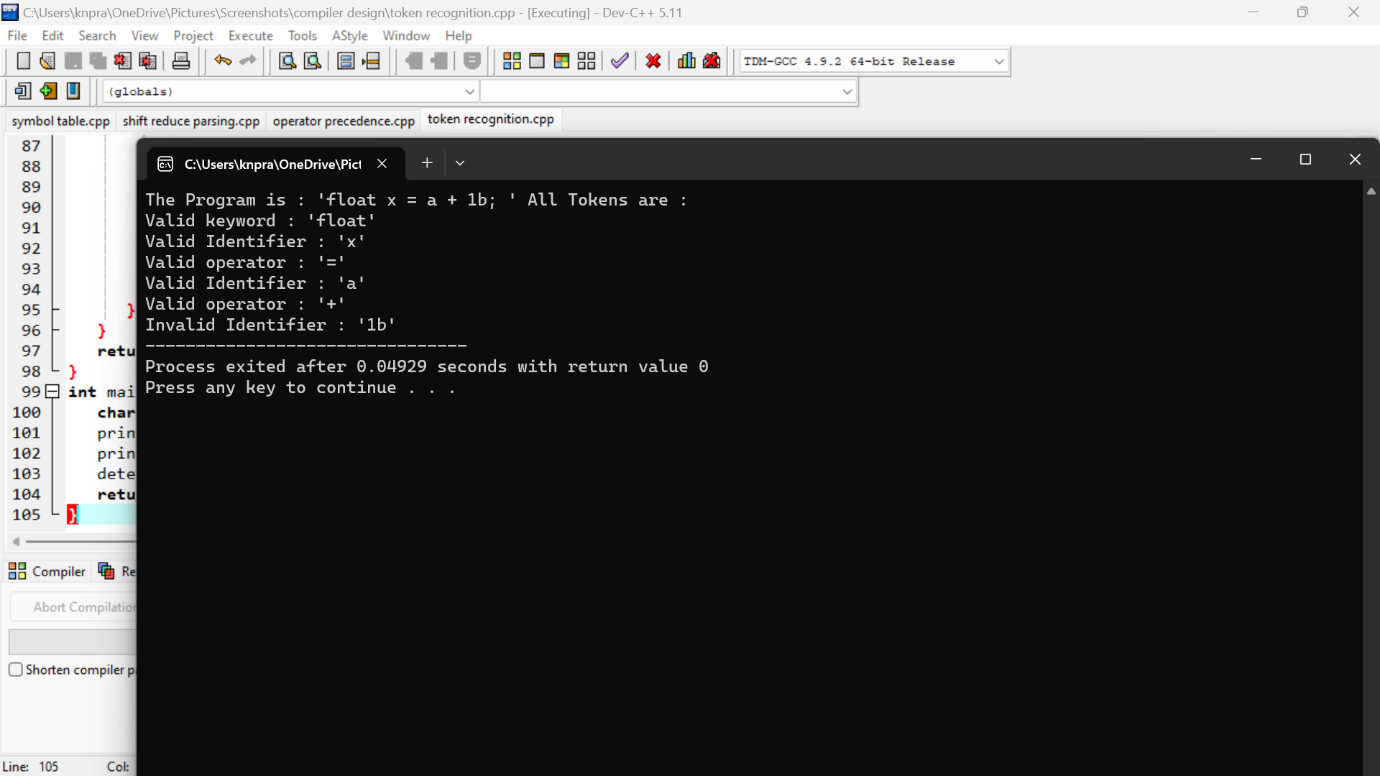 C:\Users\knpra\OneDrive\Pictures\Screenshots\compiler design\token recognition.cpp - [Executing] - Dev-C++ 5.11
File Edit Search View Project Execute Tools AStyle Window Help
TDM-GCC 4.9.2 64-bit Release
(globals)
symbol table.cpp shift reduce parsing.cpp operator precedence.cpp token recognition.cpp
C:\Users\knpra\OneDrive\Pict
The Program is : 'float x = a + 1b; ' All Tokens are :
Valid keyword : 'float'
Valid Identifier : 'x'
Valid operator : '='
Valid Identifier : 'a'
Valid operator : '+'
Invalid Identifier : '1b'
--------------------------------
Process exited after 0.04929 seconds with return value 0
Press any key to continue . . .
87
88
89
90
91
92
93
94
95 }
96 }
97 retu
98 }
99 int mai
100 char
101 prin
102 prin
103 dete
104 retu
105 }
Compiler Re
Abort Compilation
Shorten compiler p
Line: 105 Col: